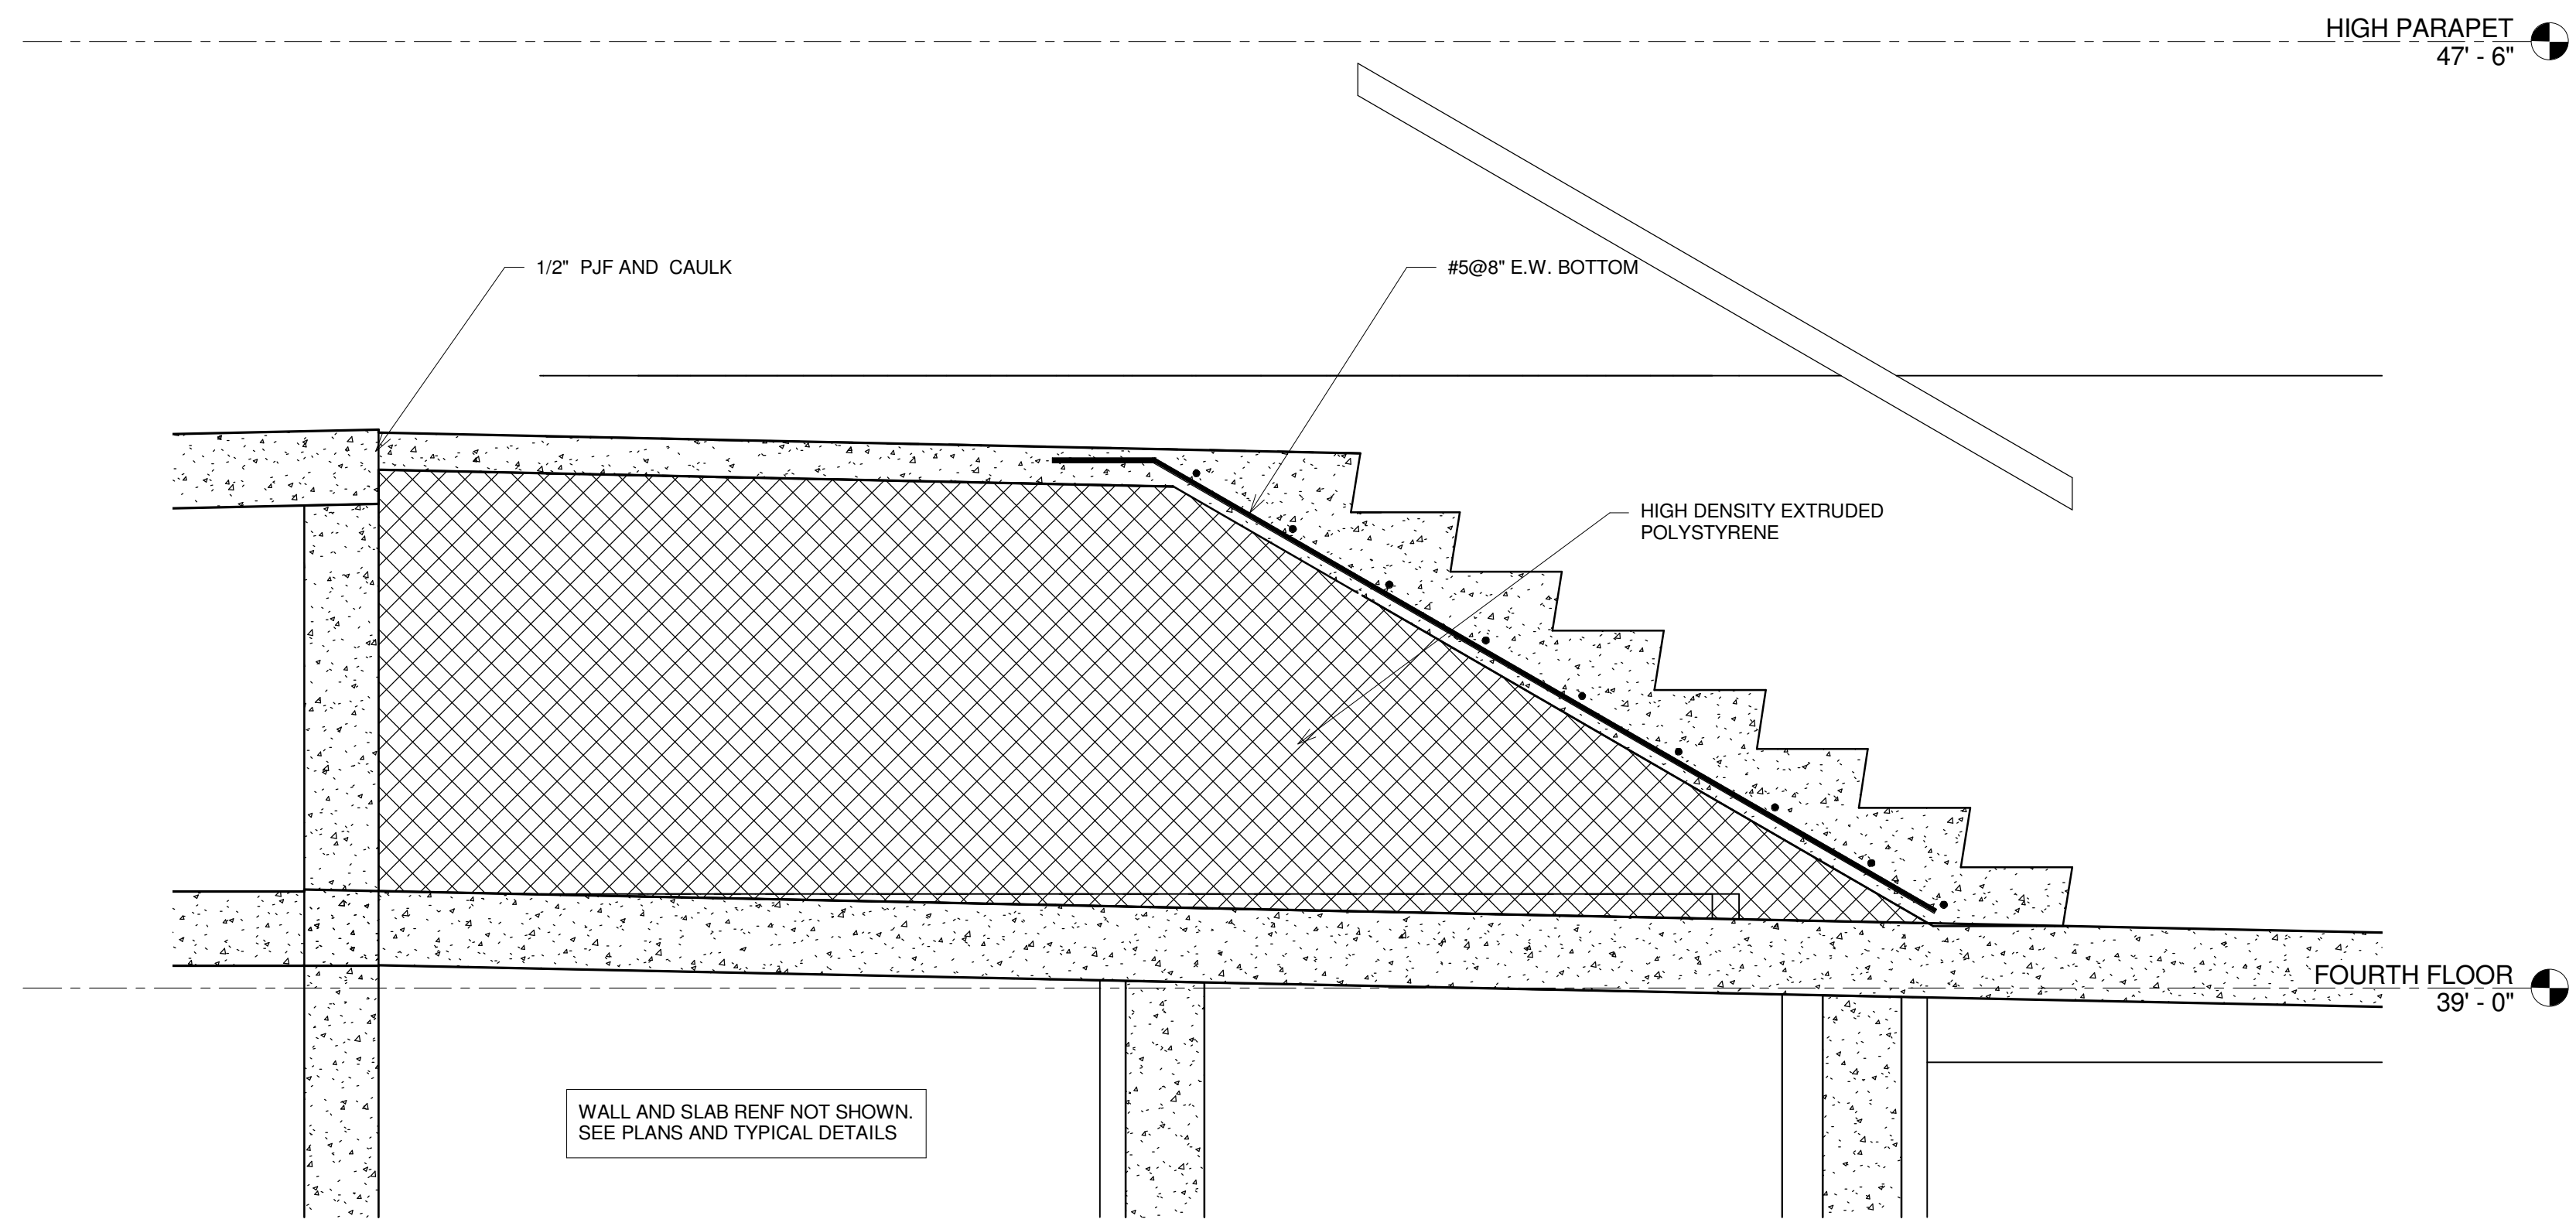 HIGH PARAPET
47' - 6"
1/2" PJF AND CAULK
#5@8" E.W. BOTTOM
HIGH DENSITY EXTRUDED
POLYSTYRENE
FOURTH FLOOR
39' - 0"
WALL AND SLAB RENF NOT SHOWN.
SEE PLANS AND TYPICAL DETAILS